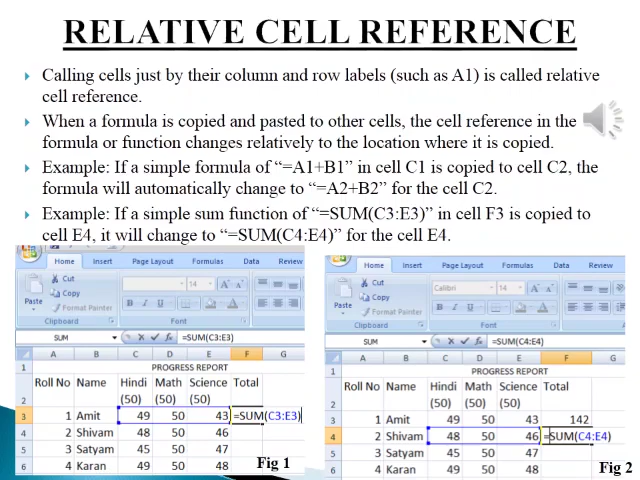 RELATIVE CELL REFERENCE
Calling cells just by their column and row labels (such as A1) is called relative
cell reference.
When a formula is copied and pasted to other cells, the cell reference in the
formula or function changes relatively to the location where it is copied.
Example: If a simple formula of “=A1+B1” in cell C1 is copied to cell C2, the
formula will automatically change to “=A2+B2” for the cell C2.
Example: If a simple sum function of “=SUM(C3:E3)” in cell F3 is copied to
cell E4, it will change to “=SUM(C4:E4)” for the cell E4.
Home Insert Page Layout Formulas Data Review
Cut
Copy
Paste Format Painter
14 A A
B I U A
Clipboard Font
SUM =SUM(C3:E3)
A B C D E F G
1 PROGRESS REPORT
Roll No Name Hindi Math Science Total
2 (50) (50) (50)
3 1 Amit 49 50 43 =SUM(C3:E3)
4 2 Shivam 48 50 46
5 3 Satyam 45 50 47
6 4 Karan 49 50 48
Fig 1
Home Insert Page Layout Formulas Data Review
Cut
Copy
Paste Format Painter
Calibri 14 A A
B I U A
Clipboard Font
SUM =SUM(C4:E4)
A B C D E F G
1 PROGRESS REPORT
Roll No Name Hindi Math Science Total
2 (50) (50) (50)
3 1 Amit 49 50 43 142
4 2 Shivam 48 50 46 =SUM(C4:E4)
5 3 Satyam 45 50 47
6 4 Karan 49 50 48
Fig 2